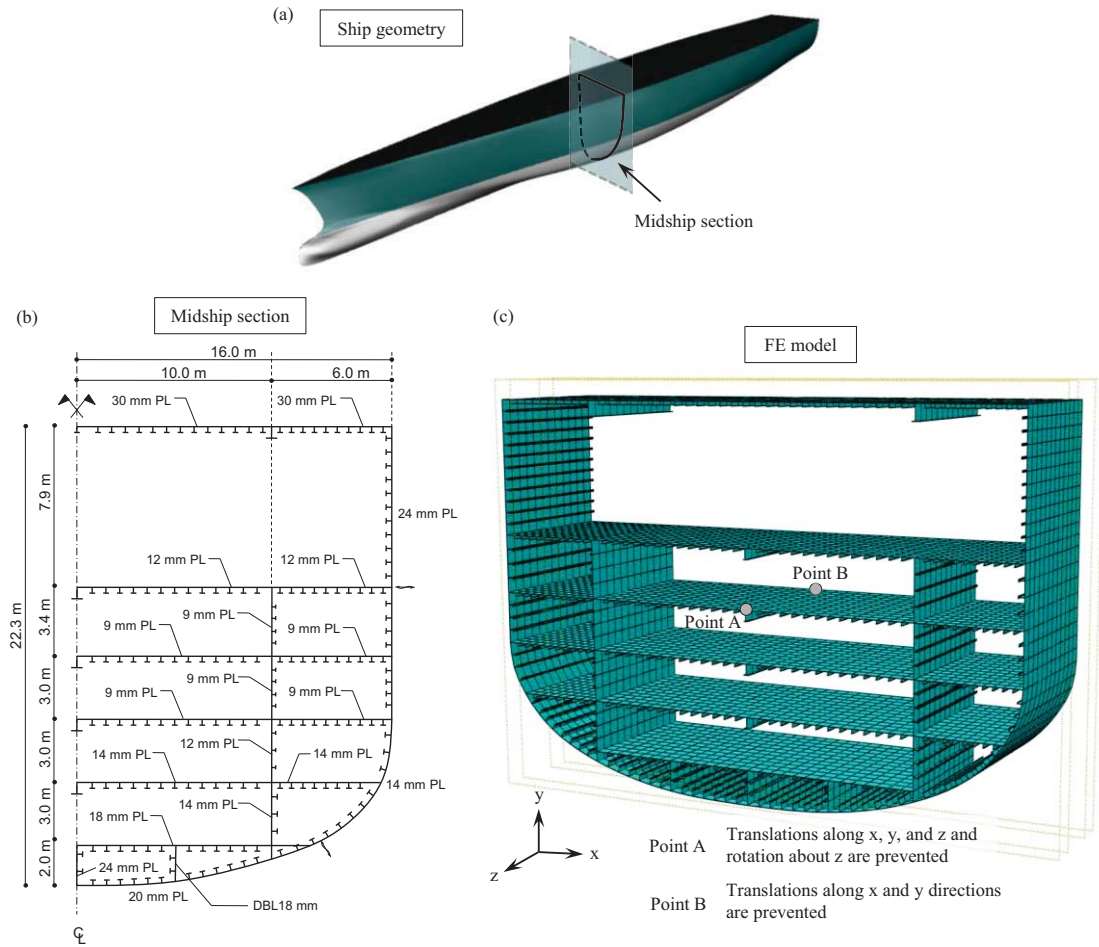 (a)
Ship geometry
Midship section
(b)
Midship section
16.0 m
10.0 m
6.0 m
30 mm PL
30 mm PL
7.9 m
24 mm PL
12 mm PL
12 mm PL
22.3 m
3.4 m
9 mm PL
9 mm PL
9 mm PL
3.0 m
9 mm PL
9 mm PL
9 mm PL
3.0 m
12 mm PL
14 mm PL
14 mm PL
14 mm PL
3.0 m
14 mm PL
18 mm PL
2.0 m
24 mm PL
20 mm PL
DBL18 mm
℄
(c)
FE model
Point B
Point A
y
x
z
Point A
Translations along x, y, and z and
rotation about z are prevented
Point B
Translations along x and y directions
are prevented